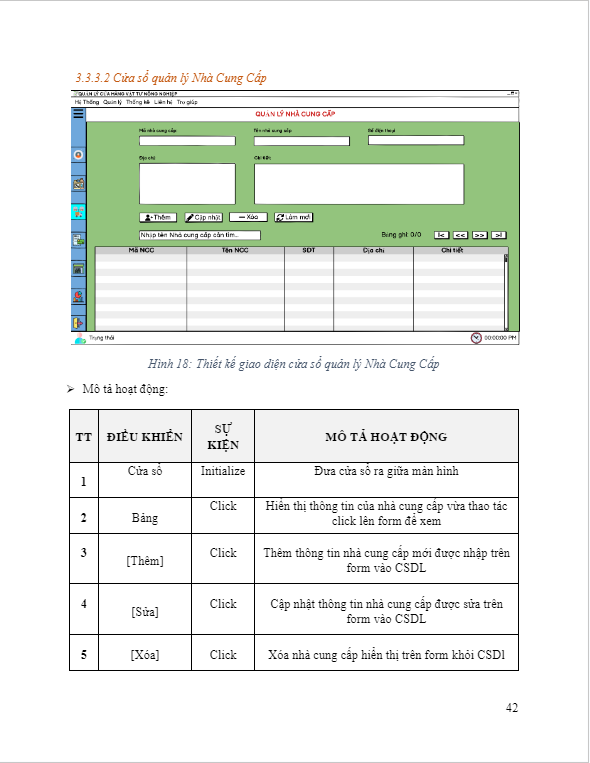 3.3.3.2 Cửa sổ quản lý Nhà Cung Cấp
QUẢN LÝ CỬA HÀNG VẬT TƯ NÔNG NGHIỆP
Hệ Thống Quản lý Thống kê Liên hệ Trợ giúp
QUẢN LÝ NHÀ CUNG CẤP
Mã nhà cung cấp Tên nhà cung cấp Số điện thoại
Địa chỉ Chi tiết
Thêm Cập nhật Xóa Làm mới
Nhập tên Nhà cung cấp cần tìm... Bảng ghi: 0/0 |< << >> >|
Mã NCC Tên NCC SDT Địa chỉ Chi tiết
Trạng thái 00:00:00 PM
Hình 18: Thiết kế giao diện cửa sổ quản lý Nhà Cung Cấp
➢ Mô tả hoạt động:
TT ĐIỀU KHIỂN SỰ KIỆN MÔ TẢ HOẠT ĐỘNG
1 Cửa sổ Initialize Đưa cửa sổ ra giữa màn hình
2 Bảng Click Hiển thị thông tin của nhà cung cấp vừa thao tác
click lên form để xem
3 [Thêm] Click Thêm thông tin nhà cung cấp mới được nhập trên
form vào CSDL
4 [Sửa] Click Cập nhật thông tin nhà cung cấp được sửa trên
form vào CSDL
5 [Xóa] Click Xóa nhà cung cấp hiển thị trên form khỏi CSDl
42